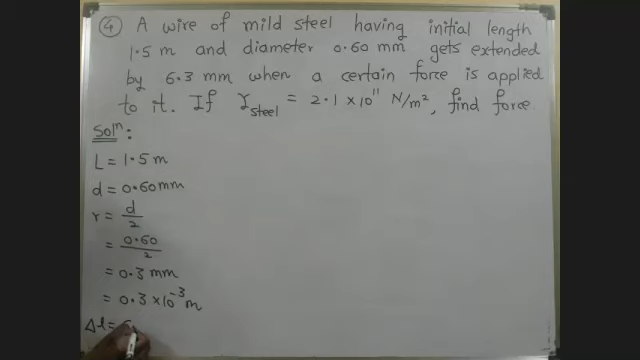 ④ A wire of mild steel having initial length
1.5 m and diameter 0.60 mm gets extended
by 6.3 mm when a certain force is applied
to it. If Y steel = 2.1 × 10¹¹ N/m², find force.
Solⁿ:
L = 1.5 m
d = 0.60 mm
r = d/2
= 0.60/2
= 0.3 mm
= 0.3 × 10⁻³ m
Δl =